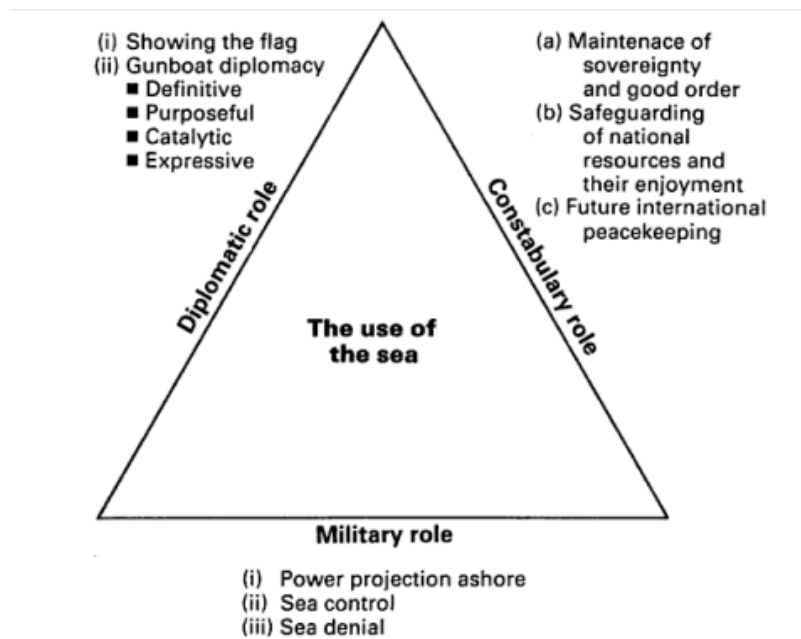 (i) Showing the flag
(ii) Gunboat diplomacy
■ Definitive
■ Purposeful
■ Catalytic
■ Expressive
(a) Maintenace of
sovereignty
and good order
(b) Safeguarding
of national
resources and
their enjoyment
(c) Future international
peacekeeping
Diplomatic role
Constabulary role
The use of
the sea
Military role
(i) Power projection ashore
(ii) Sea control
(iii) Sea denial